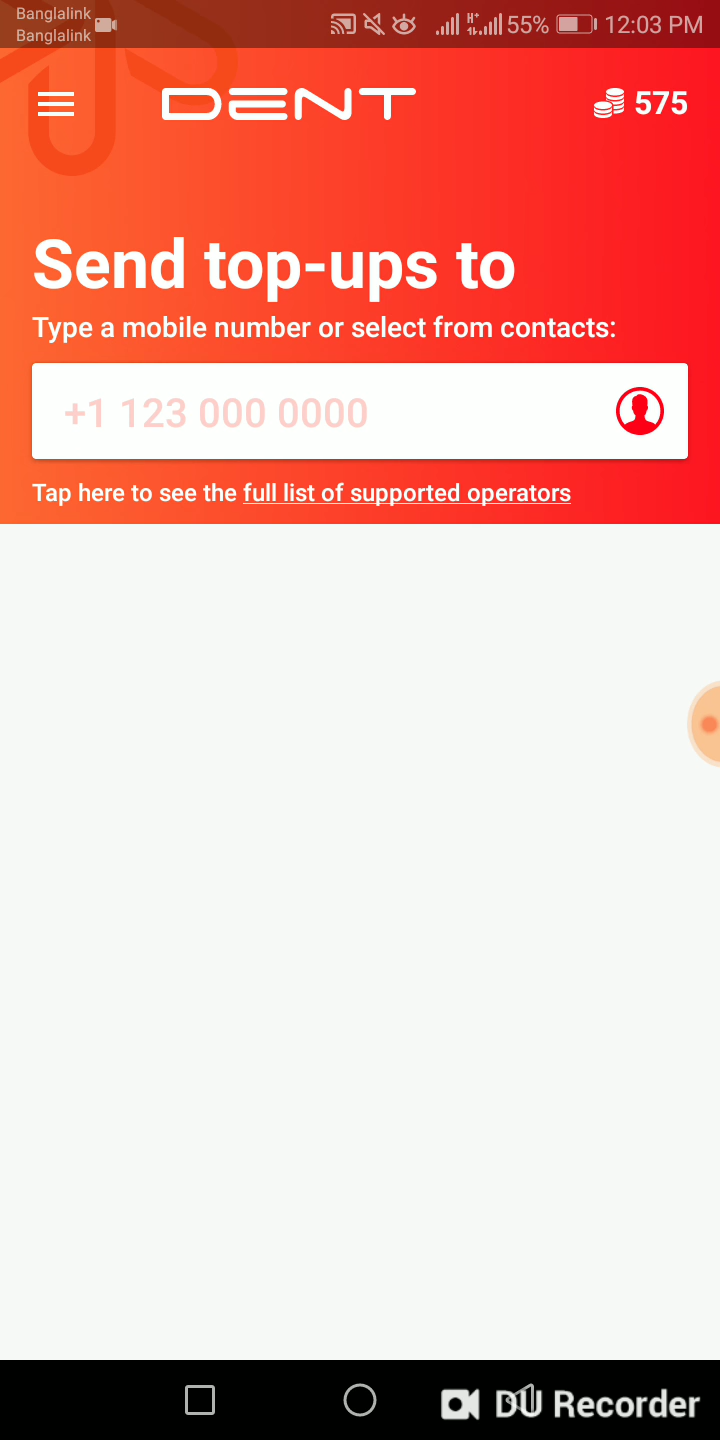 Banglalink
Banglalink
H+ 55% 12:03 PM
DENT 575
Send top-ups to
Type a mobile number or select from contacts:
+1 123 000 0000
Tap here to see the full list of supported operators
DU Recorder